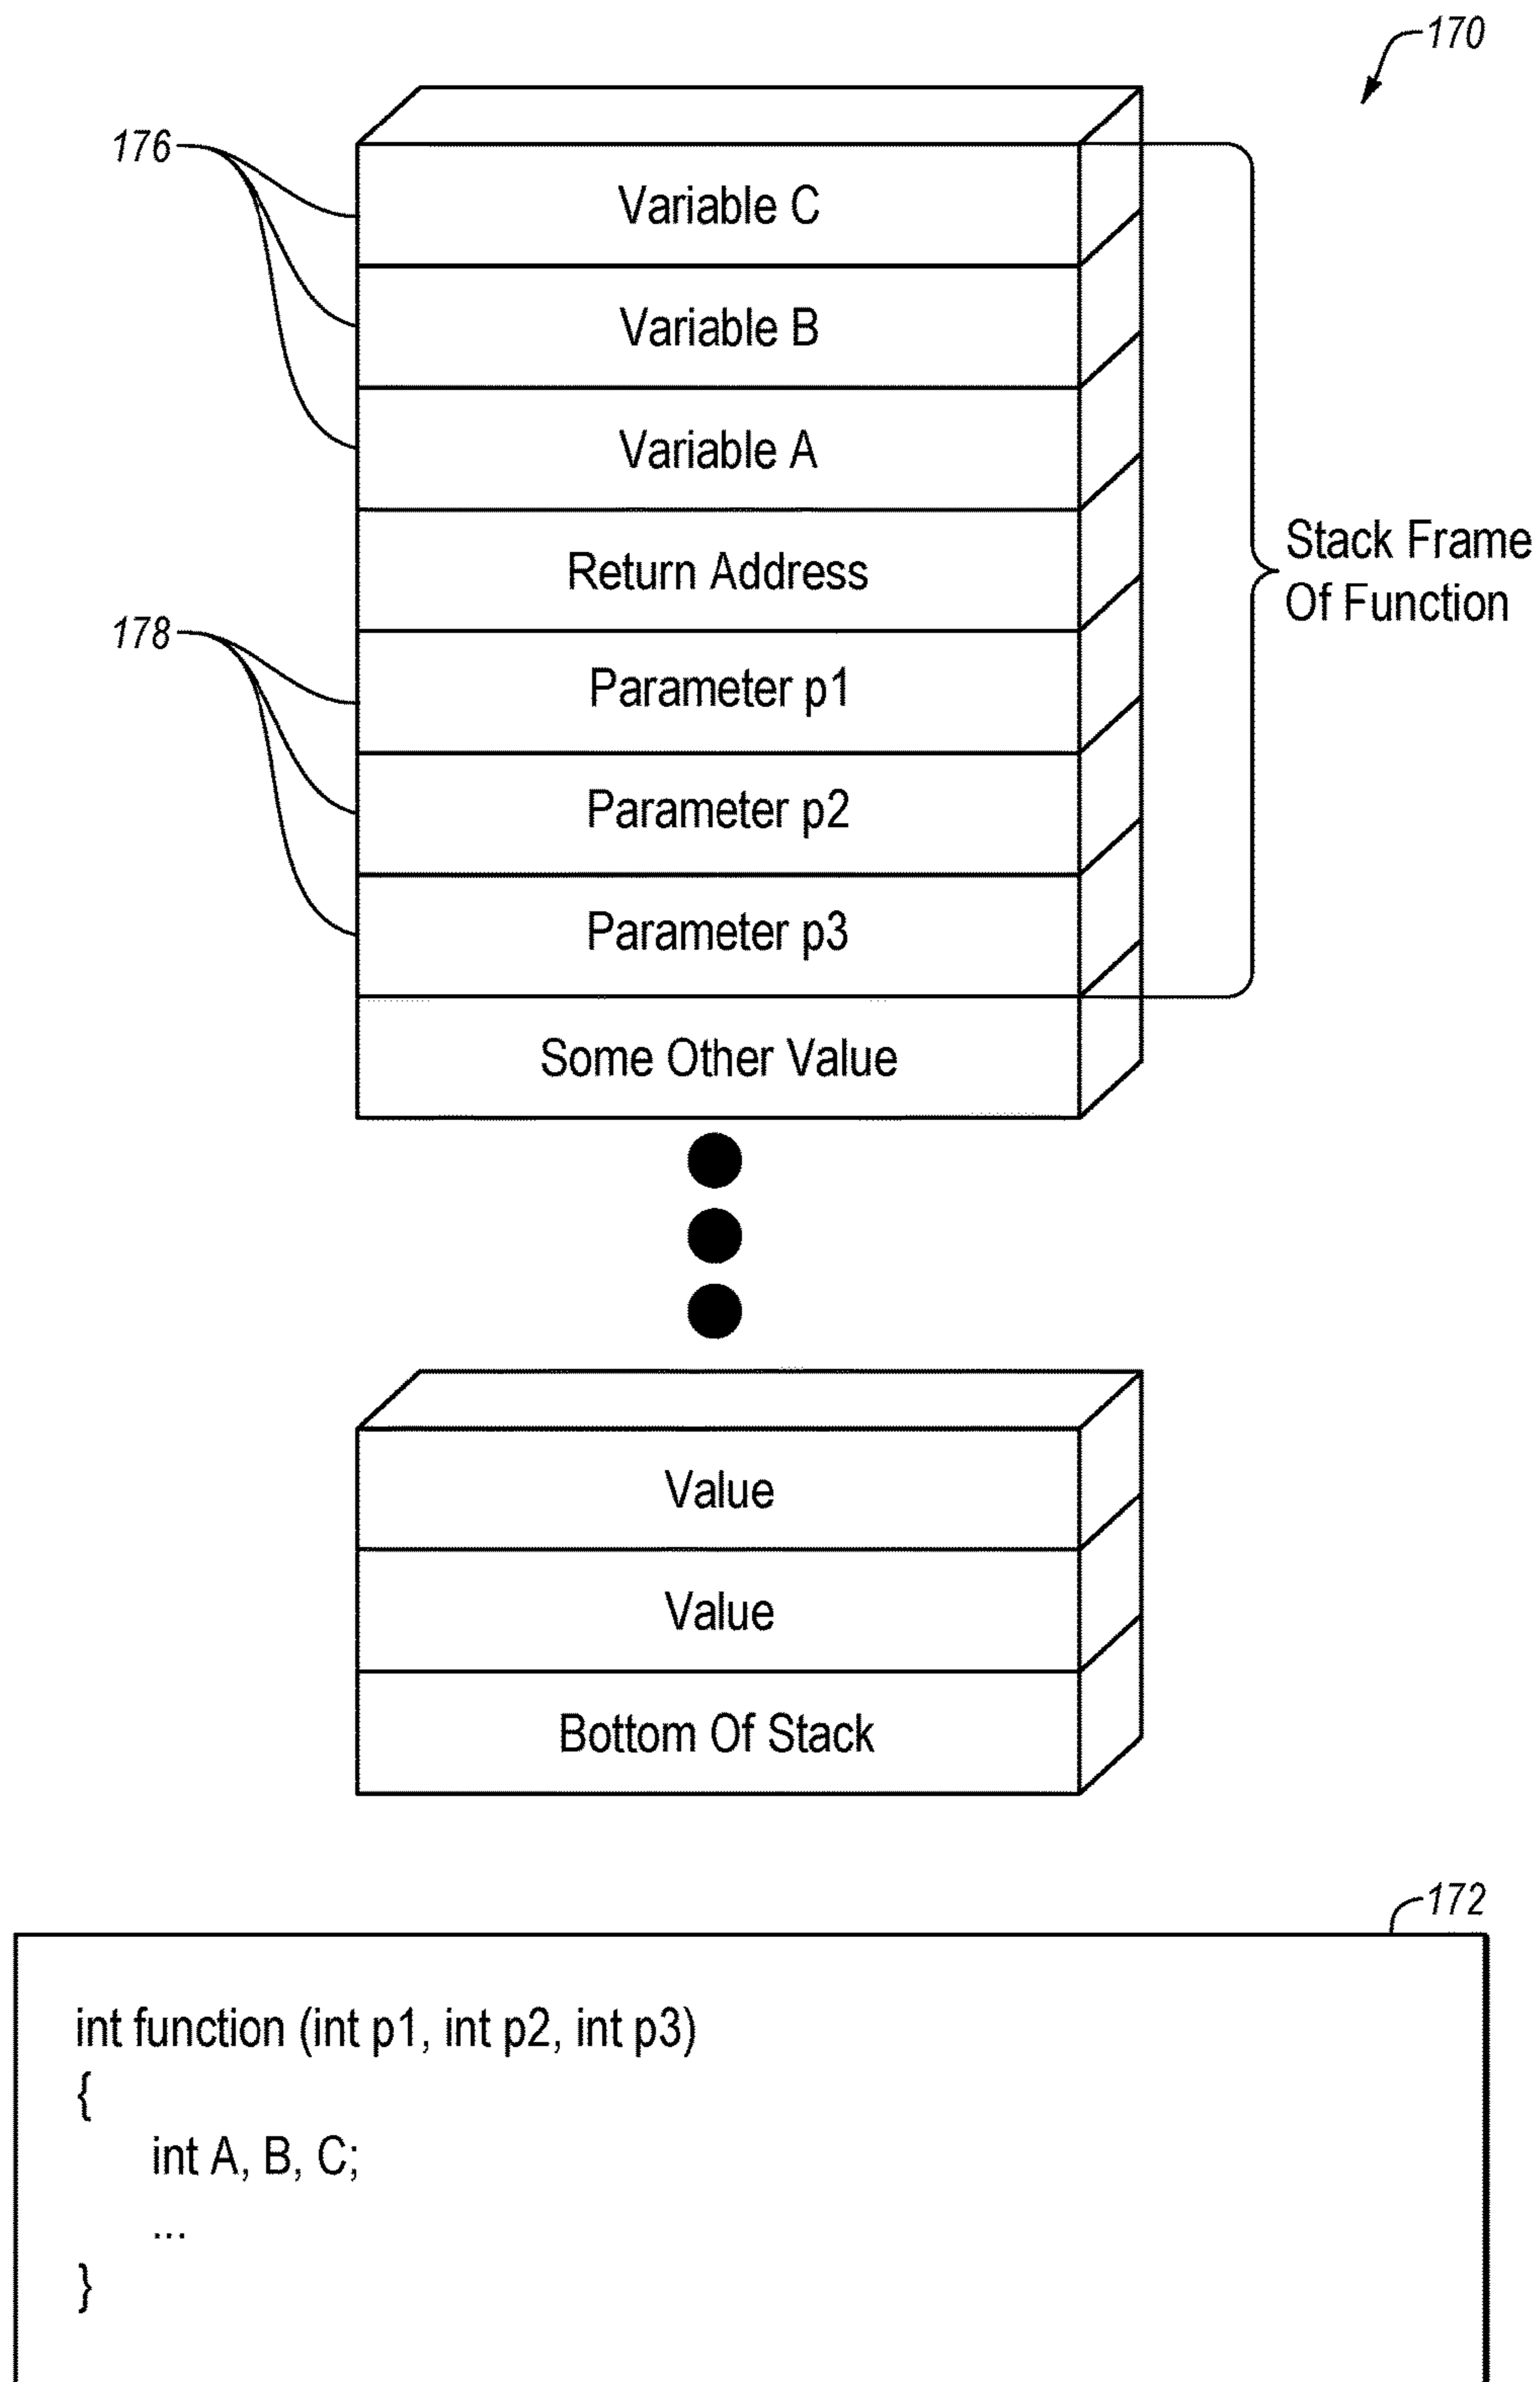 170
176
Variable C
Variable B
Variable A
Return Address
Stack Frame
Of Function
178
Parameter p1
Parameter p2
Parameter p3
Some Other Value
Value
Value
Bottom Of Stack
172
int function (int p1, int p2, int p3)
{
int A, B, C;
...
}